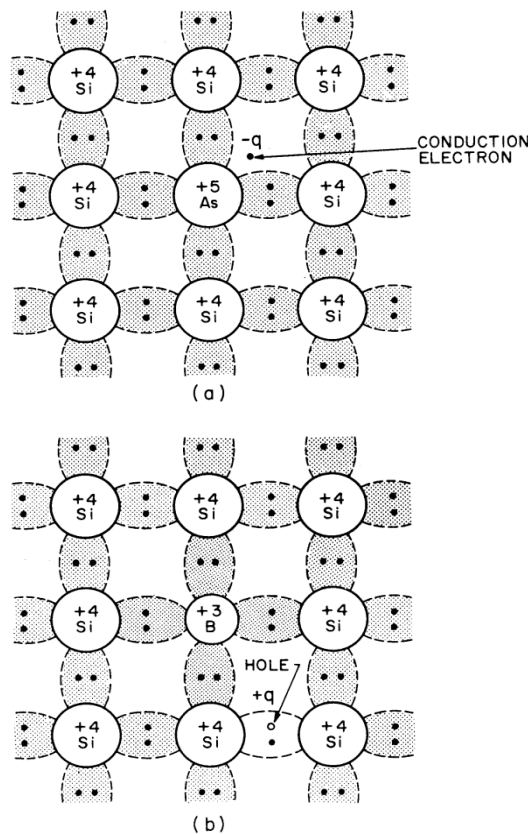 +4 +4 +4
Si Si Si
-q
CONDUCTION
ELECTRON
+4 +5 +4
Si As Si
+4 +4 +4
Si Si Si
(a)
+4 +4 +4
Si Si Si
+4 +3 +4
Si B Si
HOLE
+q
+4 +4 +4
Si Si Si
(b)